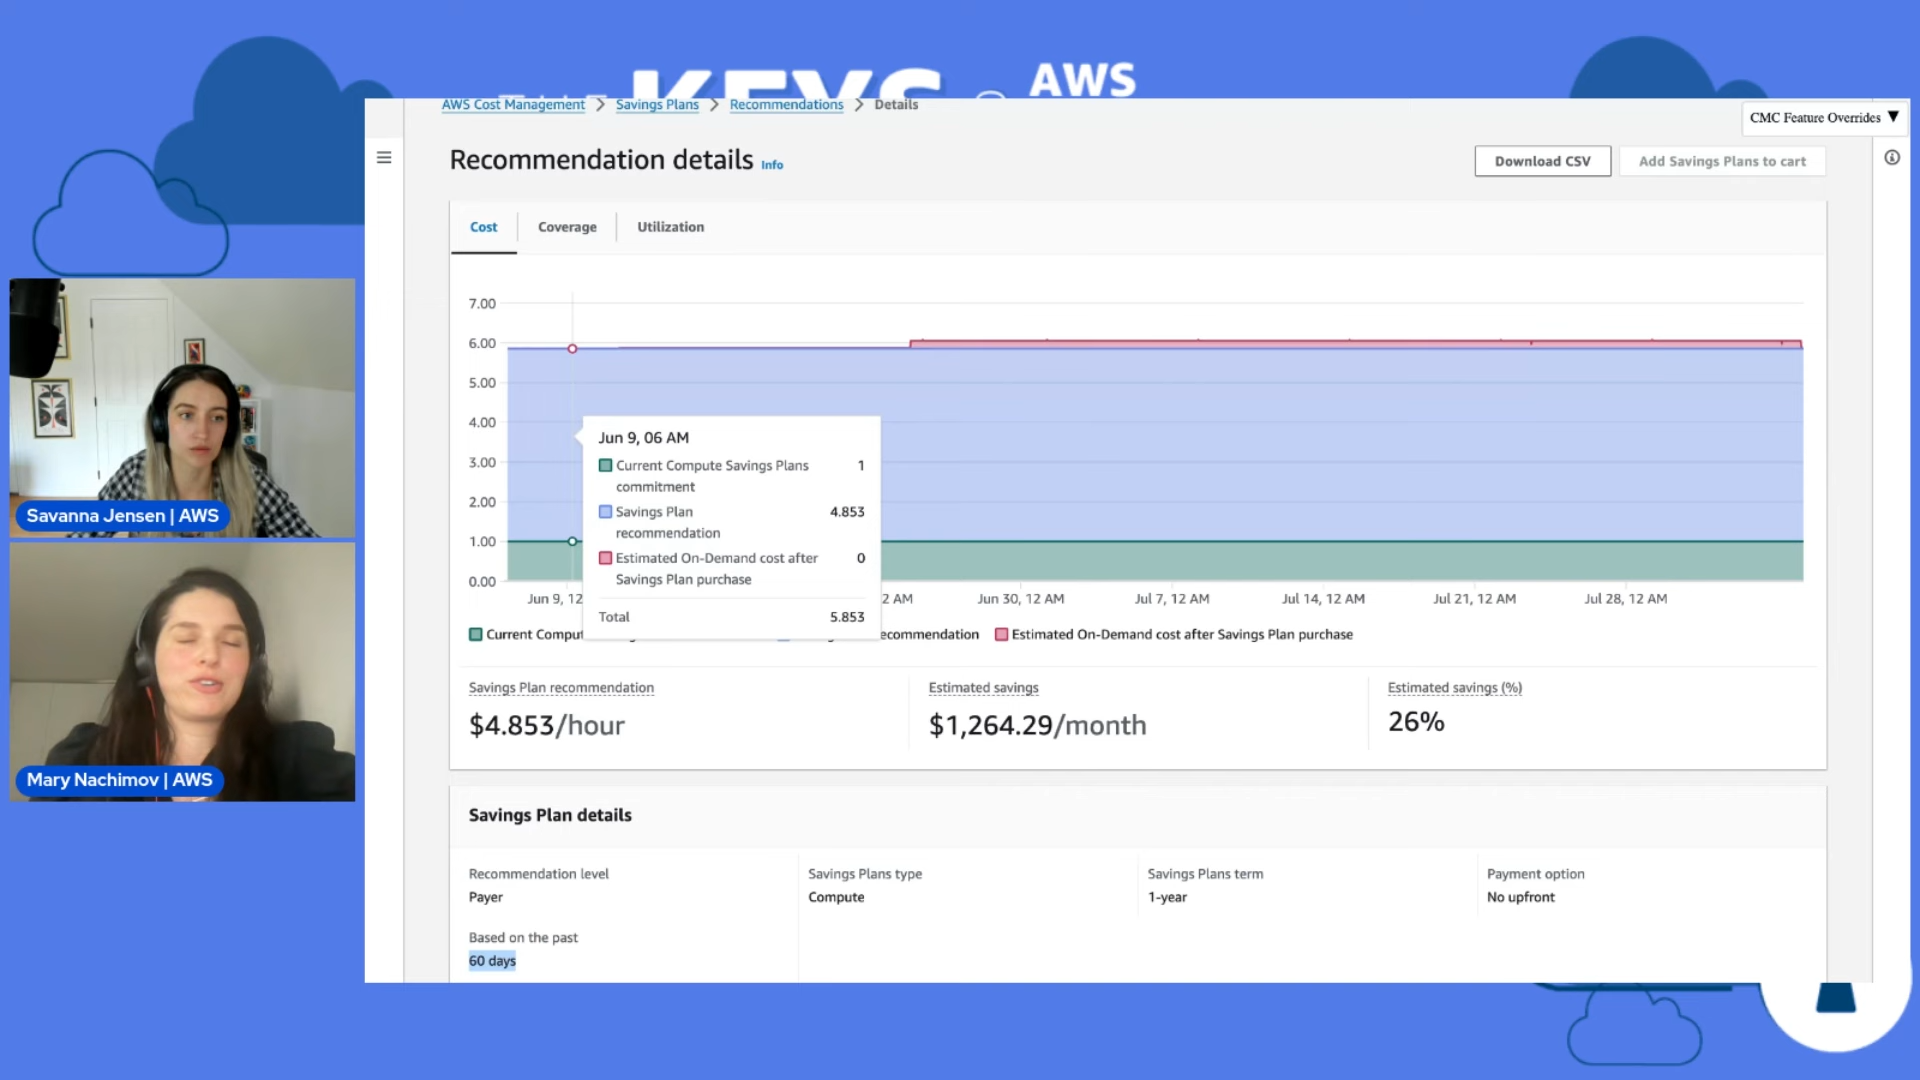 KEYS
AWS
AWS Cost Management > Savings Plans > Recommendations > Details
CMC Feature Overrides ▼
Recommendation details Info
Download CSV
Add Savings Plans to cart
Cost
Coverage
Utilization
7.00
6.00
5.00
4.00
3.00
2.00
1.00
0.00
Jun 9, 06 AM
Current Compute Savings Plans 1
commitment
Savings Plan 4.853
recommendation
Estimated On-Demand cost after 0
Savings Plan purchase
Total 5.853
Jun 9, 12
2 AM
Jun 30, 12 AM
Jul 7, 12 AM
Jul 14, 12 AM
Jul 21, 12 AM
Jul 28, 12 AM
Current Comput
ecommendation
Estimated On-Demand cost after Savings Plan purchase
Savings Plan recommendation
$4.853/hour
Estimated savings
$1,264.29/month
Estimated savings (%)
26%
Savings Plan details
Recommendation level
Payer
Savings Plans type
Compute
Savings Plans term
1-year
Payment option
No upfront
Based on the past
60 days
Savanna Jensen | AWS
Mary Nachimov | AWS